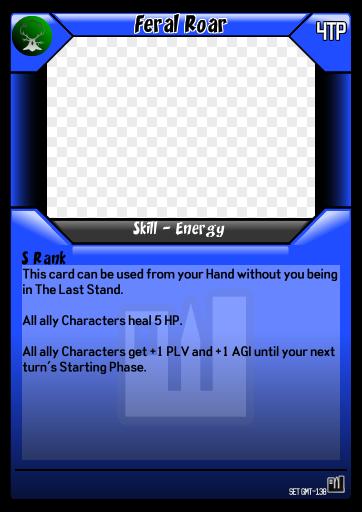 Feral Roar
4TP
Skill - Energy
S Rank
This card can be used from your Hand without you being
in The Last Stand.
All ally Characters heal 5 HP.
All ally Characters get +1 PLV and +1 AGI until your next
turn's Starting Phase.
SET GMT-138